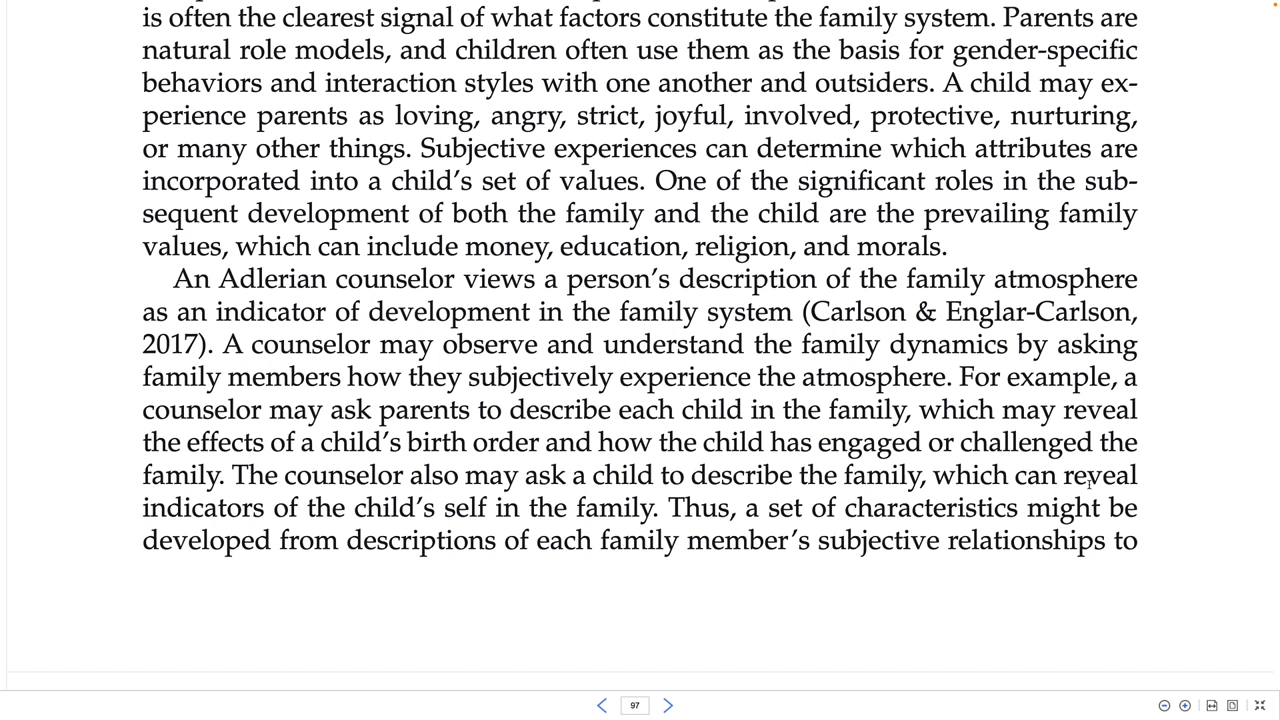 is often the clearest signal of what factors constitute the family system. Parents are
natural role models, and children often use them as the basis for gender-specific
behaviors and interaction styles with one another and outsiders. A child may ex-
perience parents as loving, angry, strict, joyful, involved, protective, nurturing,
or many other things. Subjective experiences can determine which attributes are
incorporated into a child’s set of values. One of the significant roles in the sub-
sequent development of both the family and the child are the prevailing family
values, which can include money, education, religion, and morals.
An Adlerian counselor views a person’s description of the family atmosphere
as an indicator of development in the family system (Carlson & Englar-Carlson,
2017). A counselor may observe and understand the family dynamics by asking
family members how they subjectively experience the atmosphere. For example, a
counselor may ask parents to describe each child in the family, which may reveal
the effects of a child’s birth order and how the child has engaged or challenged the
family. The counselor also may ask a child to describe the family, which can reveal
indicators of the child’s self in the family. Thus, a set of characteristics might be
developed from descriptions of each family member’s subjective relationships to
97